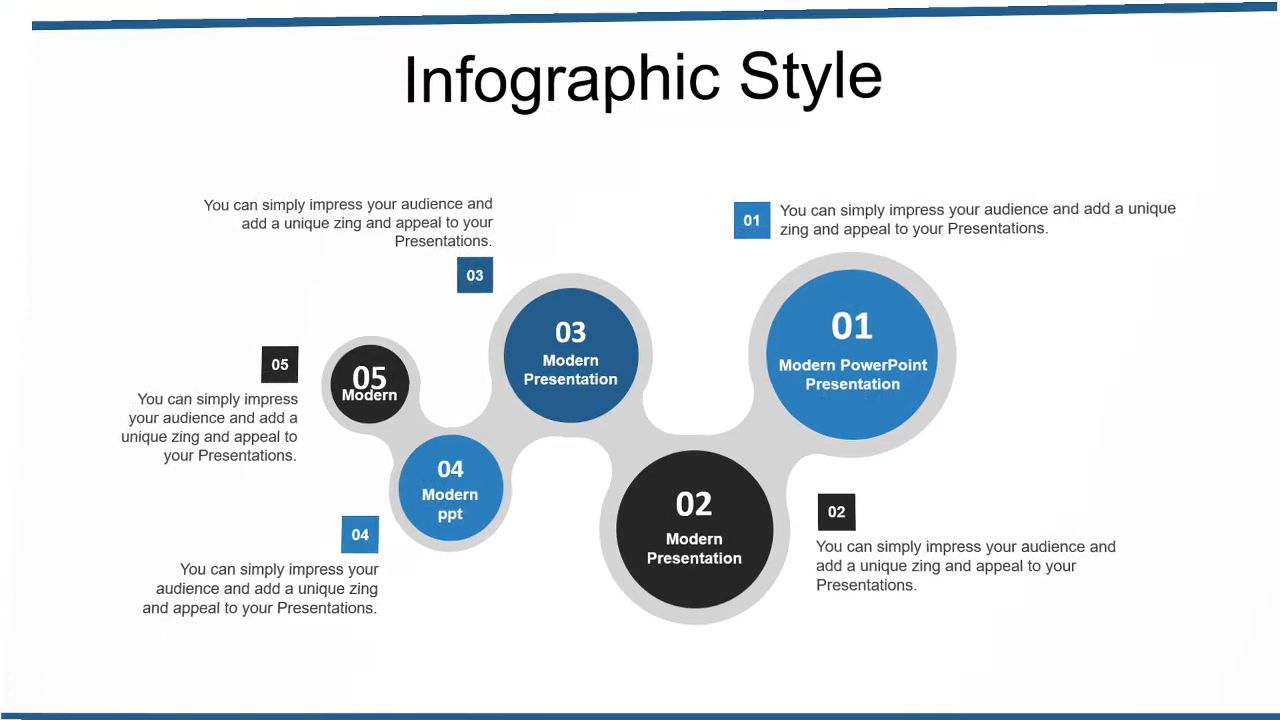 Infographic Style
You can simply impress your audience and
add a unique zing and appeal to your
Presentations.
03
01
You can simply impress your audience and add a unique
zing and appeal to your Presentations.
05
You can simply impress
your audience and add a
unique zing and appeal to
your Presentations.
05
Modern
03
Modern
Presentation
01
Modern PowerPoint
Presentation
04
Modern
ppt
02
Modern
Presentation
04
You can simply impress your
audience and add a unique zing
and appeal to your Presentations.
02
You can simply impress your audience and
add a unique zing and appeal to your
Presentations.